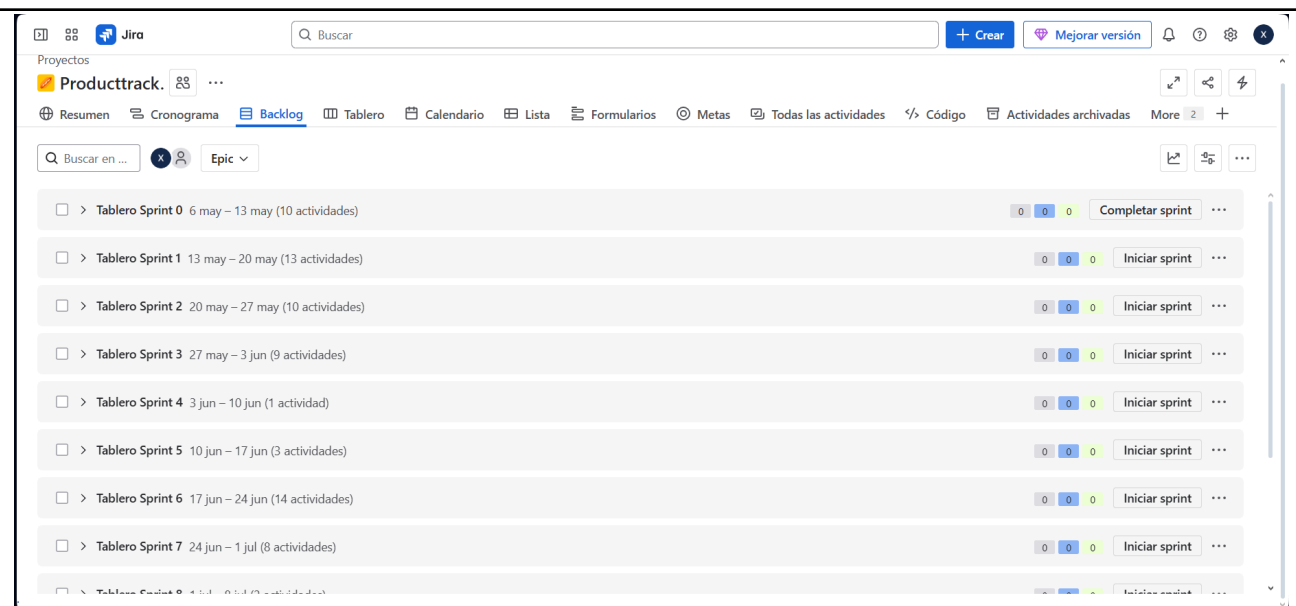 Jira
Buscar
Crear
Mejorar versión
X
Proyectos
Producttrack.
Resumen Cronograma Backlog Tablero Calendario Lista Formularios Metas Todas las actividades Código Actividades archivadas More 2
Buscar en ... X Epic
Tablero Sprint 0 6 may – 13 may (10 actividades) 0 0 0 Completar sprint
Tablero Sprint 1 13 may – 20 may (13 actividades) 0 0 0 Iniciar sprint
Tablero Sprint 2 20 may – 27 may (10 actividades) 0 0 0 Iniciar sprint
Tablero Sprint 3 27 may – 3 jun (9 actividades) 0 0 0 Iniciar sprint
Tablero Sprint 4 3 jun – 10 jun (1 actividad) 0 0 0 Iniciar sprint
Tablero Sprint 5 10 jun – 17 jun (3 actividades) 0 0 0 Iniciar sprint
Tablero Sprint 6 17 jun – 24 jun (14 actividades) 0 0 0 Iniciar sprint
Tablero Sprint 7 24 jun – 1 jul (8 actividades) 0 0 0 Iniciar sprint
Tablero Sprint 8 1 jul – 8 jul